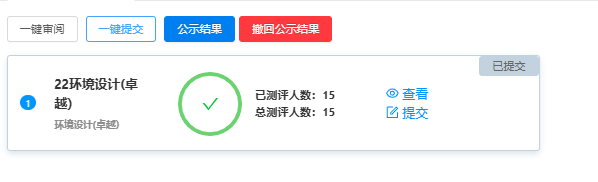 一键审阅 一键提交 公示结果 撤回公示结果
已提交
1
22环境设计(卓
越)
环境设计(卓越)
已测评人数：15
总测评人数：15
查看
提交